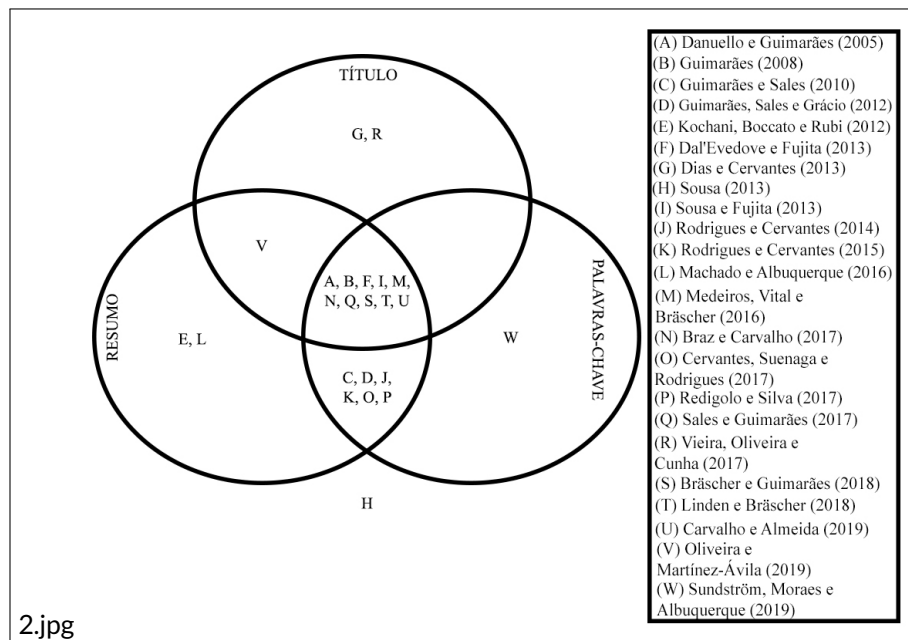 TÍTULO
G, R
V
A, B, F, I, M,
N, Q, S, T, U
RESUMO
E, L
PALAVRAS-CHAVE
W
C, D, J,
K, O, P
H
(A) Danuello e Guimarães (2005)
(B) Guimarães (2008)
(C) Guimarães e Sales (2010)
(D) Guimarães, Sales e Grácio (2012)
(E) Kochani, Boccato e Rubi (2012)
(F) Dal'Evedove e Fujita (2013)
(G) Dias e Cervantes (2013)
(H) Sousa (2013)
(I) Sousa e Fujita (2013)
(J) Rodrigues e Cervantes (2014)
(K) Rodrigues e Cervantes (2015)
(L) Machado e Albuquerque (2016)
(M) Medeiros, Vital e
Bräscher (2016)
(N) Braz e Carvalho (2017)
(O) Cervantes, Suenaga e
Rodrigues (2017)
(P) Redigolo e Silva (2017)
(Q) Sales e Guimarães (2017)
(R) Vieira, Oliveira e
Cunha (2017)
(S) Bräscher e Guimarães (2018)
(T) Linden e Bräscher (2018)
(U) Carvalho e Almeida (2019)
(V) Oliveira e
Martínez-Ávila (2019)
(W) Sundström, Moraes e
Albuquerque (2019)
2.jpg